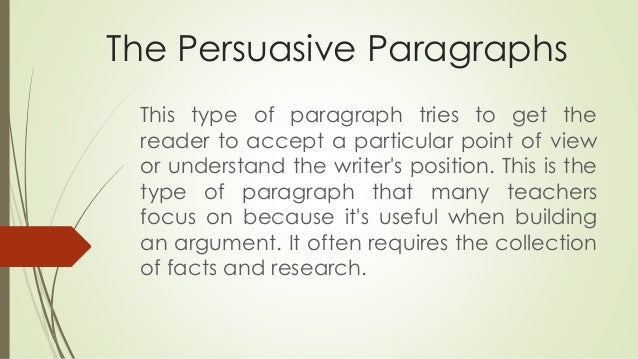 The Persuasive Paragraphs
This type of paragraph tries to get the
reader to accept a particular point of view
or understand the writer's position. This is the
type of paragraph that many teachers
focus on because it's useful when building
an argument. It often requires the collection
of facts and research.